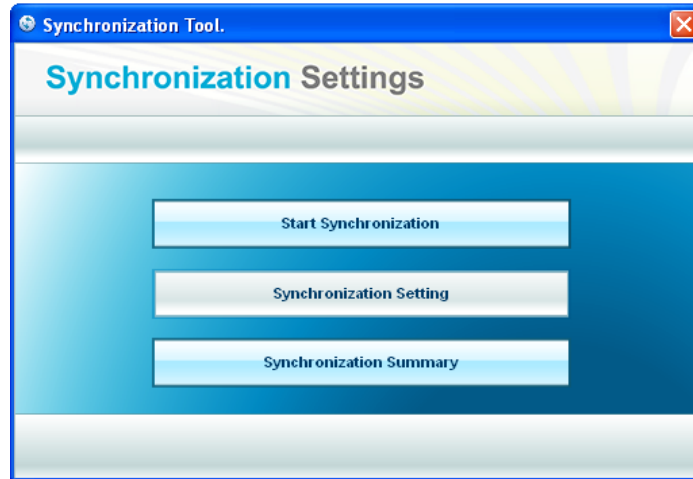 Synchronization Tool.
Synchronization Settings
Start Synchronization
Synchronization Setting
Synchronization Summary